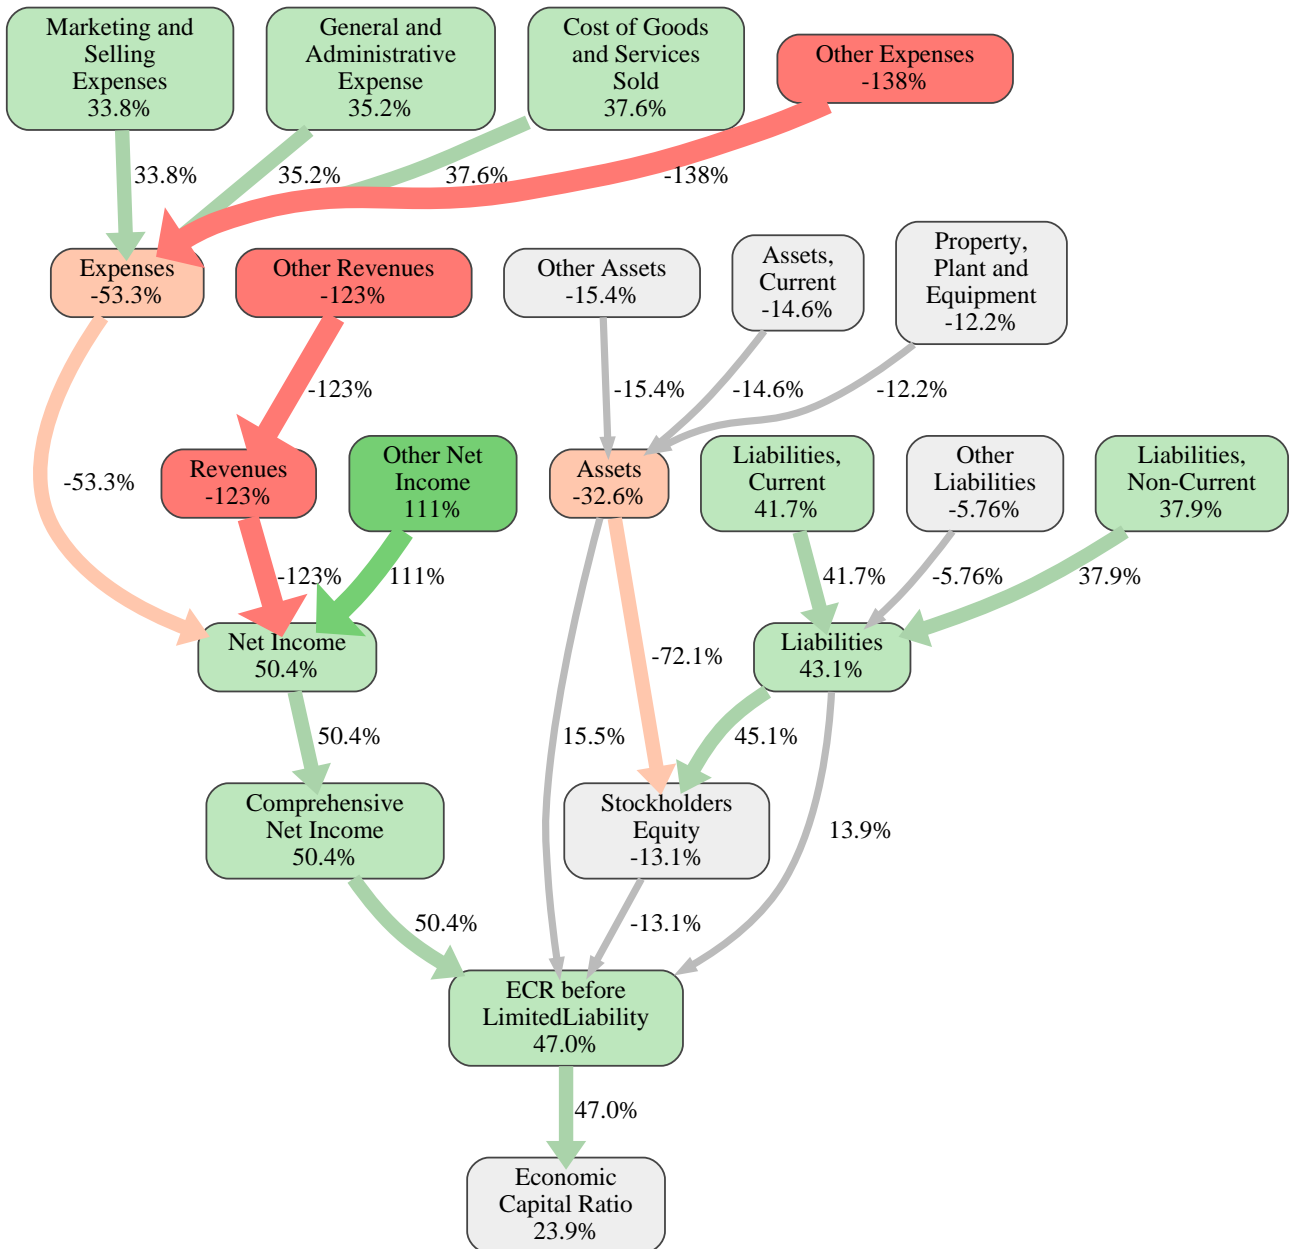 Marketing and
Selling
Expenses
33.8%
General and
Administrative
Expense
35.2%
Cost of Goods
and Services
Sold
37.6%
Other Expenses
-138%
33.8%
35.2%
37.6%
-138%
Expenses
-53.3%
Other Revenues
-123%
Other Assets
-15.4%
Assets,
Current
-14.6%
Property,
Plant and
Equipment
-12.2%
-123%
-15.4%
-14.6%
-12.2%
-53.3%
Revenues
-123%
Other Net
Income
111%
Assets
-32.6%
Liabilities,
Current
41.7%
Other
Liabilities
-5.76%
Liabilities,
Non-Current
37.9%
-123%
111%
41.7%
-5.76%
37.9%
Net Income
50.4%
-72.1%
Liabilities
43.1%
50.4%
15.5%
45.1%
Comprehensive
Net Income
50.4%
Stockholders
Equity
-13.1%
13.9%
50.4%
-13.1%
ECR before
LimitedLiability
47.0%
47.0%
Economic
Capital Ratio
23.9%